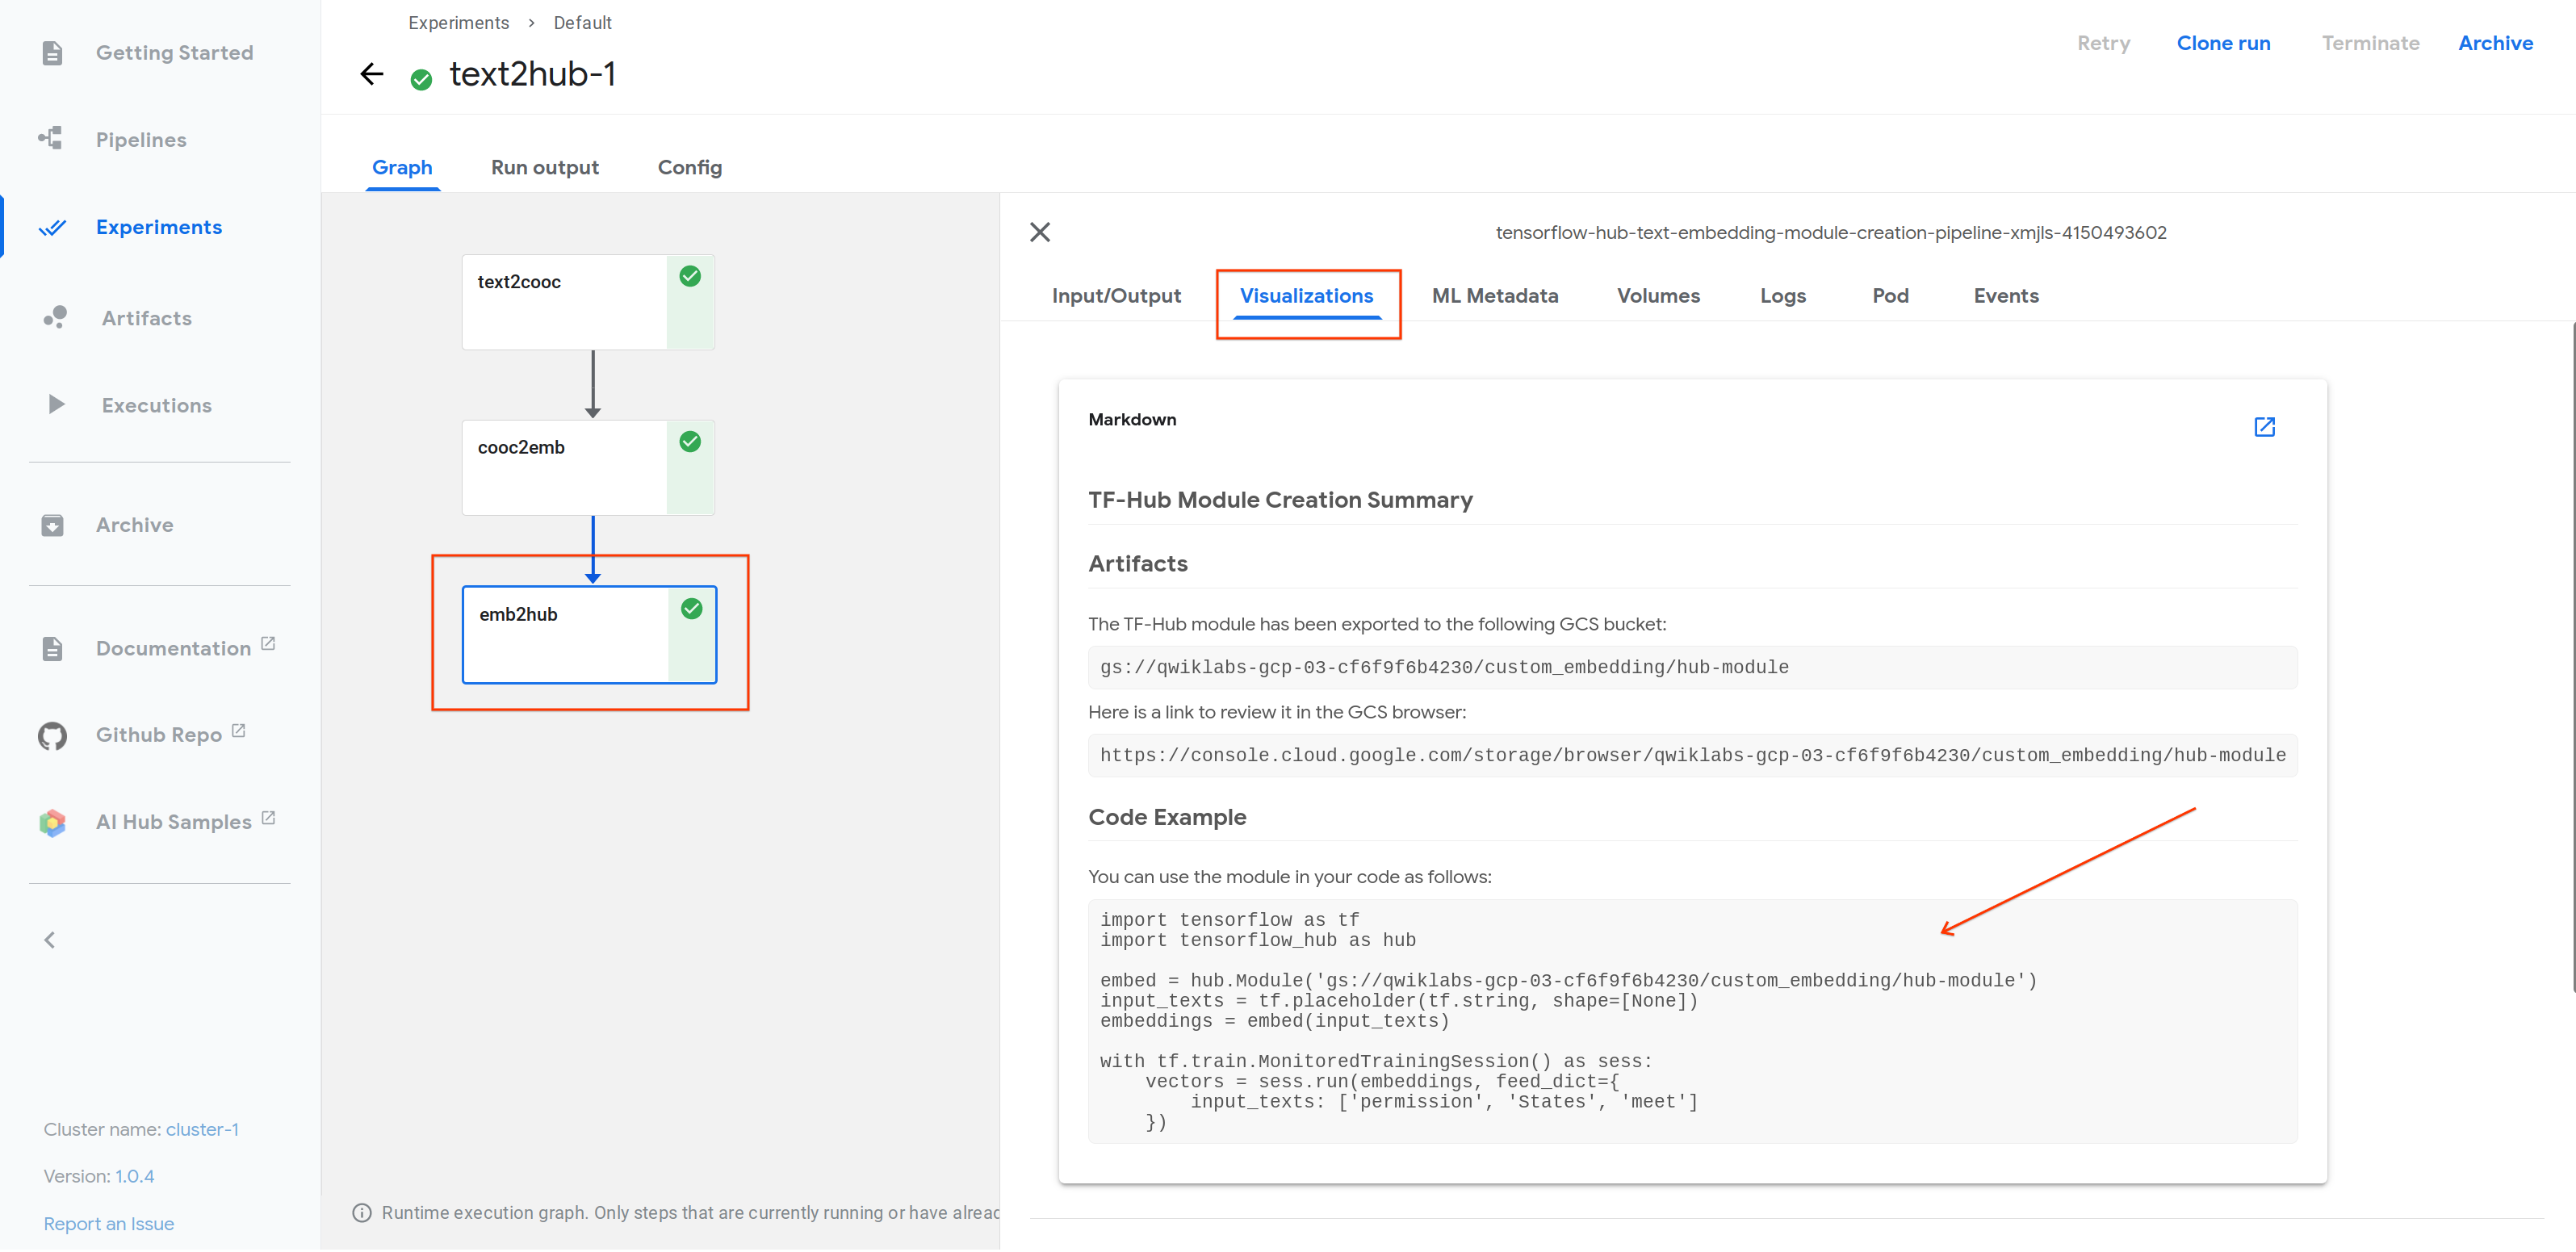 Getting Started
Pipelines
Experiments
Artifacts
Executions
Archive
Documentation
Github Repo
AI Hub Samples
Cluster name: cluster-1
Version: 1.0.4
Report an Issue
Experiments > Default
text2hub-1
Retry
Clone run
Terminate
Archive
Graph
Run output
Config
text2cooc
cooc2emb
emb2hub
Runtime execution graph. Only steps that are currently running or have alread
tensorflow-hub-text-embedding-module-creation-pipeline-xmjls-4150493602
Input/Output
Visualizations
ML Metadata
Volumes
Logs
Pod
Events
Markdown
TF-Hub Module Creation Summary
Artifacts
The TF-Hub module has been exported to the following GCS bucket:
gs://qwiklabs-gcp-03-cf6f9f6b4230/custom_embedding/hub-module
Here is a link to review it in the GCS browser:
https://console.cloud.google.com/storage/browser/qwiklabs-gcp-03-cf6f9f6b4230/custom_embedding/hub-module
Code Example
You can use the module in your code as follows:
import tensorflow as tf
import tensorflow_hub as hub
embed = hub.Module('gs://qwiklabs-gcp-03-cf6f9f6b4230/custom_embedding/hub-module')
input_texts = tf.placeholder(tf.string, shape=[None])
embeddings = embed(input_texts)
with tf.train.MonitoredTrainingSession() as sess:
    vectors = sess.run(embeddings, feed_dict={
        input_texts: ['permission', 'States', 'meet']
    })